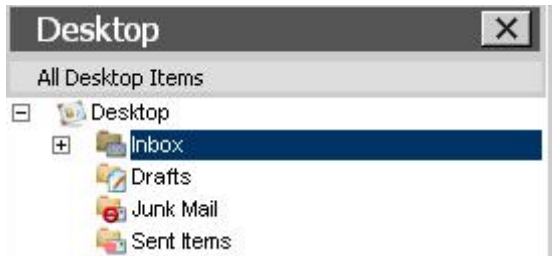 Desktop
All Desktop Items
Desktop
Inbox
Drafts
Junk Mail
Sent Items